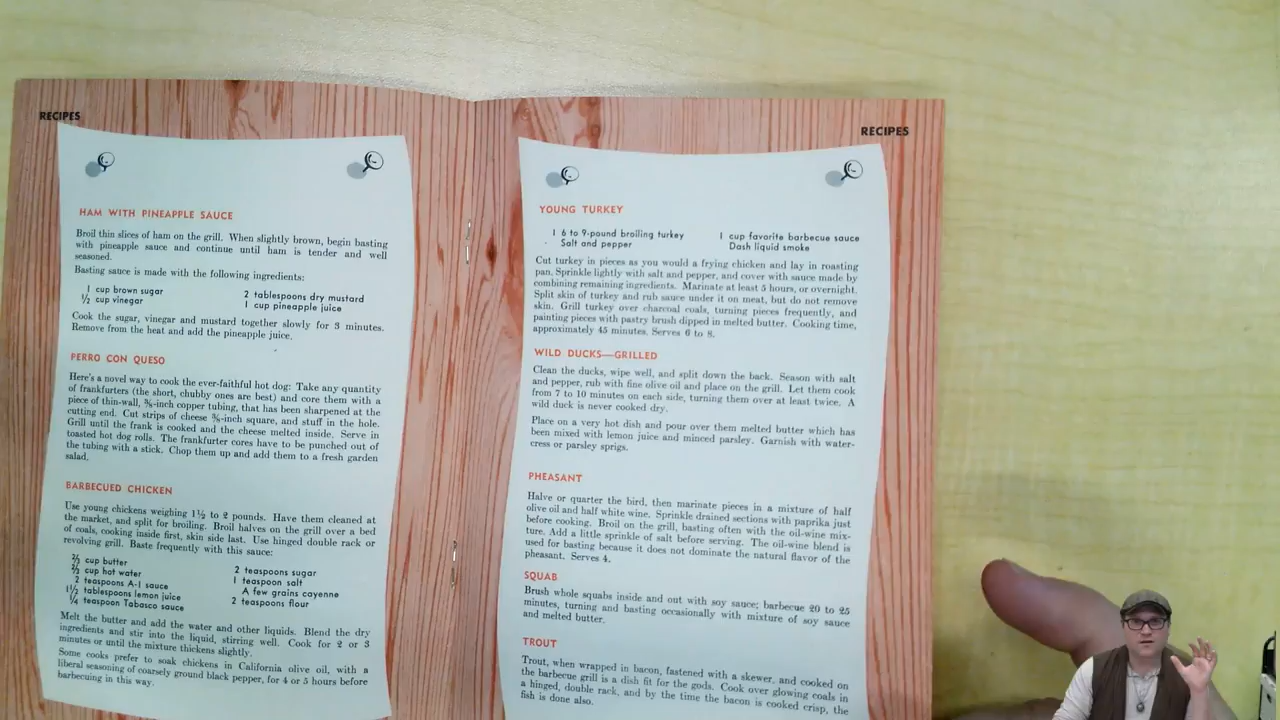 RECIPES
HAM WITH PINEAPPLE SAUCE
Broil thin slices of ham on the grill. When slightly brown, begin basting
with pineapple sauce and continue until ham is tender and well
seasoned.
Basting sauce is made with the following ingredients:
1 cup brown sugar
½ cup vinegar
2 tablespoons dry mustard
1 cup pineapple juice
Cook the sugar, vinegar and mustard together slowly for 3 minutes.
Remove from the heat and add the pineapple juice.
PERRO CON QUESO
Here's a novel way to cook the ever-faithful hot dog: Take any quantity
of frankfurters (the short, chubby ones are best) and core them with a
piece of thin-wall, ⅜-inch copper tubing, that has been sharpened at the
cutting end. Cut strips of cheese ⅜-inch square, and stuff in the hole.
Grill until the frank is cooked and the cheese melted inside. Serve in
toasted hot dog rolls. The frankfurter cores have to be punched out of
the tubing with a stick. Chop them up and add them to a fresh garden
salad.
BARBECUED CHICKEN
Use young chickens weighing 1½ to 2 pounds. Have them cleaned at
the market, and split for broiling. Broil halves on the grill over a bed
of coals, cooking inside first, skin side last. Use hinged double rack or
revolving grill. Baste frequently with this sauce:
⅔ cup butter
⅔ cup hot water
2 teaspoons A-1 sauce
1½ tablespoons lemon juice
¼ teaspoon Tabasco sauce
2 teaspoons sugar
1 teaspoon salt
A few grains cayenne
2 teaspoons flour
Melt the butter and add the water and other liquids. Blend the dry
ingredients and stir into the liquid, stirring well. Cook for 2 or 3
minutes or until the mixture thickens slightly.
Some cooks prefer to soak chickens in California olive oil, with a
liberal seasoning of coarsely ground black pepper, for 4 or 5 hours before
barbecuing in this way.
RECIPES
YOUNG TURKEY
1 6 to 9-pound broiling turkey
Salt and pepper
1 cup favorite barbecue sauce
Dash liquid smoke
Cut turkey in pieces as you would a frying chicken and lay in roasting
pan. Sprinkle lightly with salt and pepper, and cover with sauce made by
combining remaining ingredients. Marinate at least 5 hours, or overnight.
Split skin of turkey and rub sauce under it on meat, but do not remove
skin. Grill turkey over charcoal coals, turning pieces frequently, and
painting pieces with pastry brush dipped in melted butter. Cooking time,
approximately 45 minutes. Serves 6 to 8.
WILD DUCKS—GRILLED
Clean the ducks, wipe well, and split down the back. Season with salt
and pepper, rub with fine olive oil and place on the grill. Let them cook
from 7 to 10 minutes on each side, turning them over at least twice. A
wild duck is never cooked dry.
Place on a very hot dish and pour over them melted butter which has
been mixed with lemon juice and minced parsley. Garnish with water-
cress or parsley sprigs.
PHEASANT
Halve or quarter the bird, then marinate pieces in a mixture of half
olive oil and half white wine. Sprinkle drained sections with paprika just
before cooking. Broil on the grill, basting often with the oil-wine mix-
ture. Add a little sprinkle of salt before serving. The oil-wine blend is
used for basting because it does not dominate the natural flavor of the
pheasant. Serves 4.
SQUAB
Brush whole squabs inside and out with soy sauce; barbecue 20 to 25
minutes, turning and basting occasionally with mixture of soy sauce
and melted butter.
TROUT
Trout, when wrapped in bacon, fastened with a skewer, and cooked on
the barbecue grill is a dish fit for the gods. Cook over glowing coals in
a hinged, double rack, and by the time the bacon is cooked crisp, the
fish is done also.